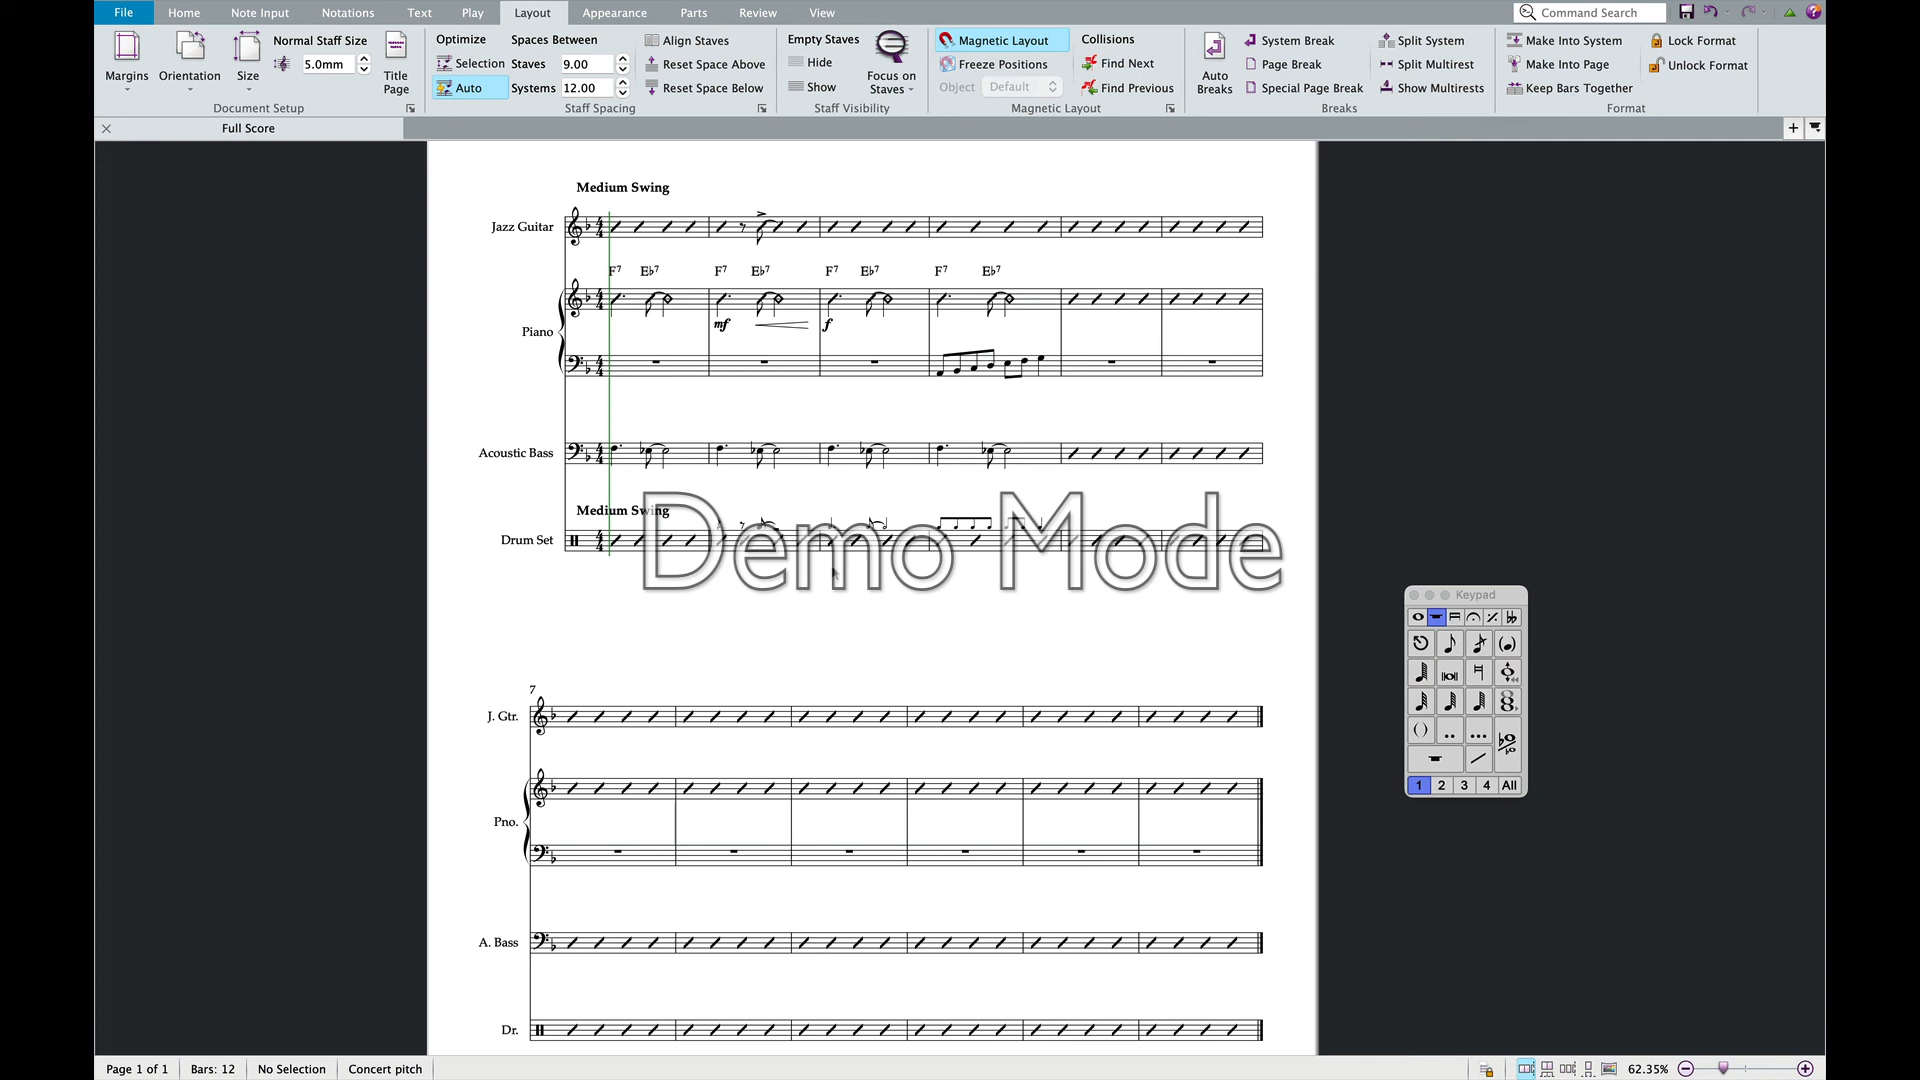 File Home Note Input Notations Text Play Layout Appearance Parts Review View Command Search
Margins Orientation Size Normal Staff Size 5.0mm Title Page
Document Setup
Optimize Spaces Between
Selection Staves 9.00
Auto Systems 12.00
Align Staves
Reset Space Above
Reset Space Below
Staff Spacing
Empty Staves
Hide
Show
Focus on Staves
Staff Visibility
Magnetic Layout
Freeze Positions
Object Default
Collisions
Find Next
Find Previous
Magnetic Layout
Auto Breaks
System Break
Page Break
Special Page Break
Split System
Split Multirest
Show Multirests
Breaks
Make Into System
Make Into Page
Keep Bars Together
Lock Format
Unlock Format
Format
Full Score
Medium Swing
Jazz Guitar
F7 E♭7 F7 E♭7 F7 E♭7 F7 E♭7
Piano
mf f
Acoustic Bass
Medium Swing
Drum Set
Demo Mode
Keypad
1 2 3 4 All
7
J. Gtr.
Pno.
A. Bass
Dr.
Page 1 of 1 Bars: 12 No Selection Concert pitch 62.35%